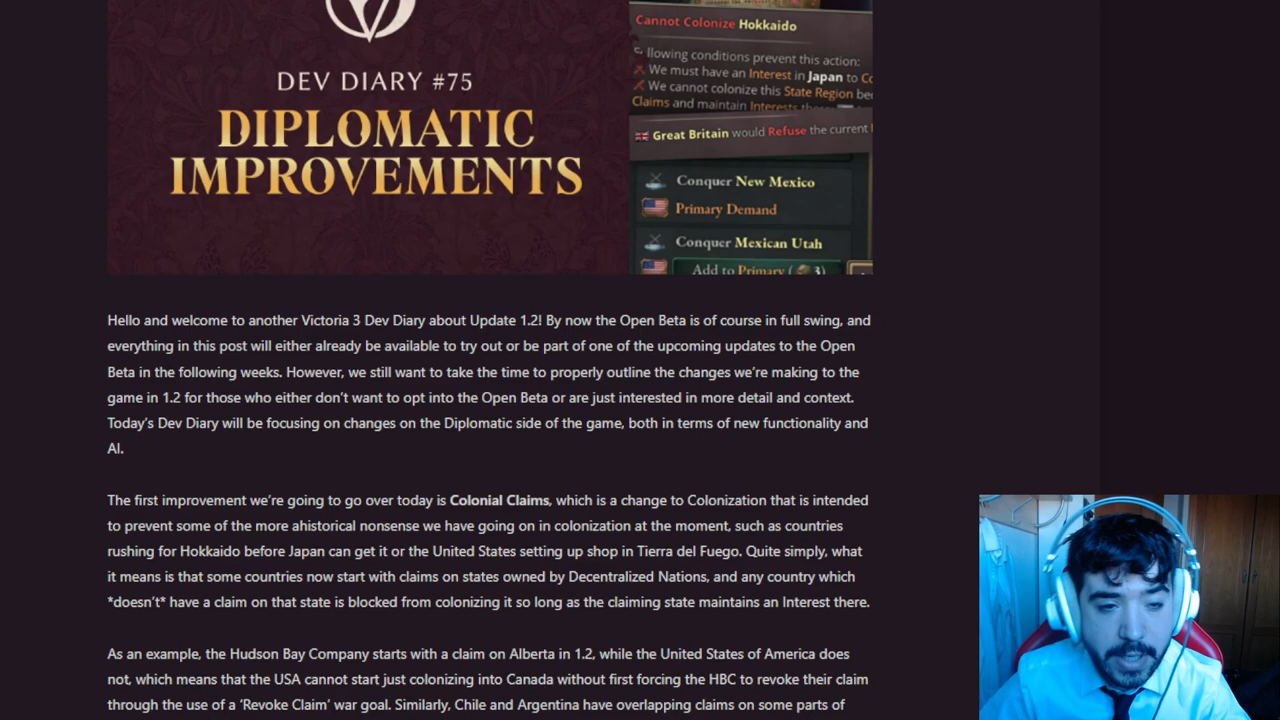 DEV DIARY #75
DIPLOMATIC
IMPROVEMENTS
Cannot Colonize Hokkaido
llowing conditions prevent this action:
We must have an Interest in Japan to Co
We cannot colonize this State Region bec
Claims and maintain Interests there
Great Britain would Refuse the current
Conquer New Mexico
Primary Demand
Conquer Mexican Utah
Add to Primary ( 3)
Hello and welcome to another Victoria 3 Dev Diary about Update 1.2! By now the Open Beta is of course in full swing, and
everything in this post will either already be available to try out or be part of one of the upcoming updates to the Open
Beta in the following weeks. However, we still want to take the time to properly outline the changes we're making to the
game in 1.2 for those who either don't want to opt into the Open Beta or are just interested in more detail and context.
Today's Dev Diary will be focusing on changes on the Diplomatic side of the game, both in terms of new functionality and
AI.
The first improvement we're going to go over today is Colonial Claims, which is a change to Colonization that is intended
to prevent some of the more ahistorical nonsense we have going on in colonization at the moment, such as countries
rushing for Hokkaido before Japan can get it or the United States setting up shop in Tierra del Fuego. Quite simply, what
it means is that some countries now start with claims on states owned by Decentralized Nations, and any country which
*doesn't* have a claim on that state is blocked from colonizing it so long as the claiming state maintains an Interest there.
As an example, the Hudson Bay Company starts with a claim on Alberta in 1.2, while the United States of America does
not, which means that the USA cannot start just colonizing into Canada without first forcing the HBC to revoke their claim
through the use of a 'Revoke Claim' war goal. Similarly, Chile and Argentina have overlapping claims on some parts of